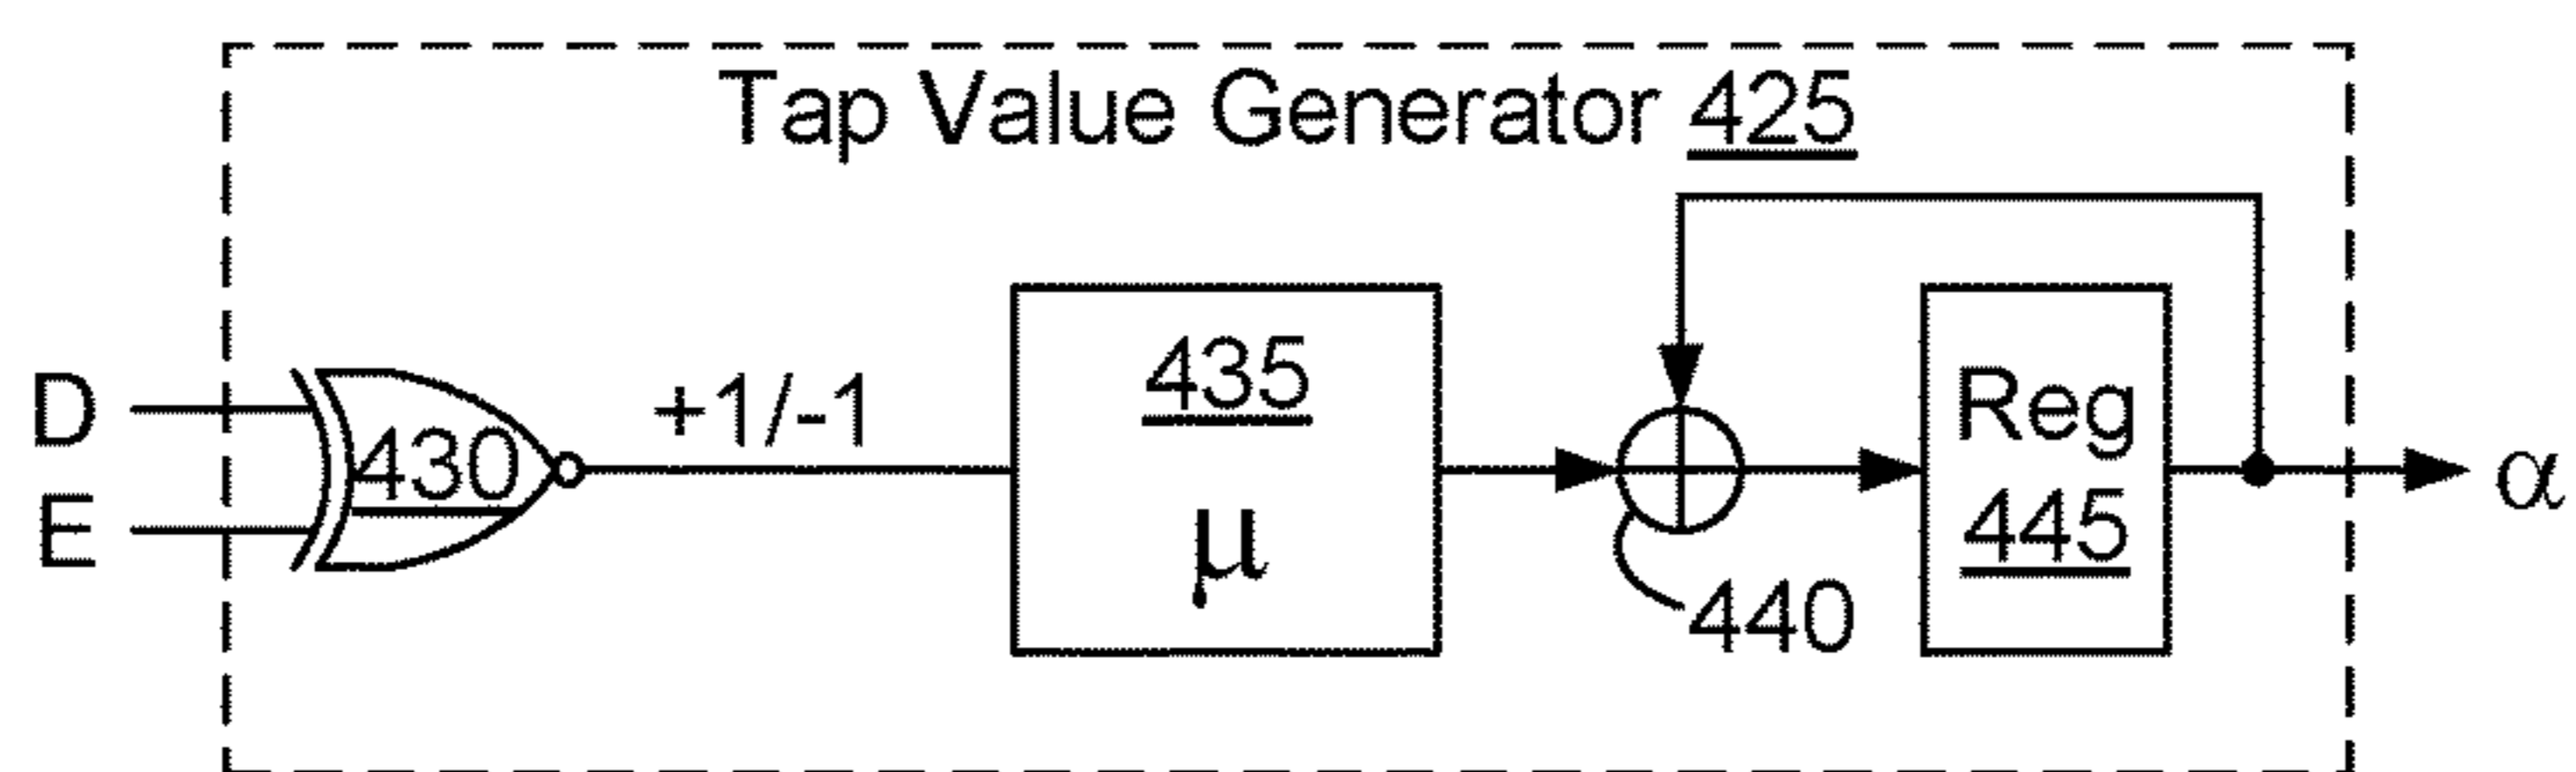 Tap Value Generator 425
D
E
430
+1/-1
435
μ
440
Reg
445
α